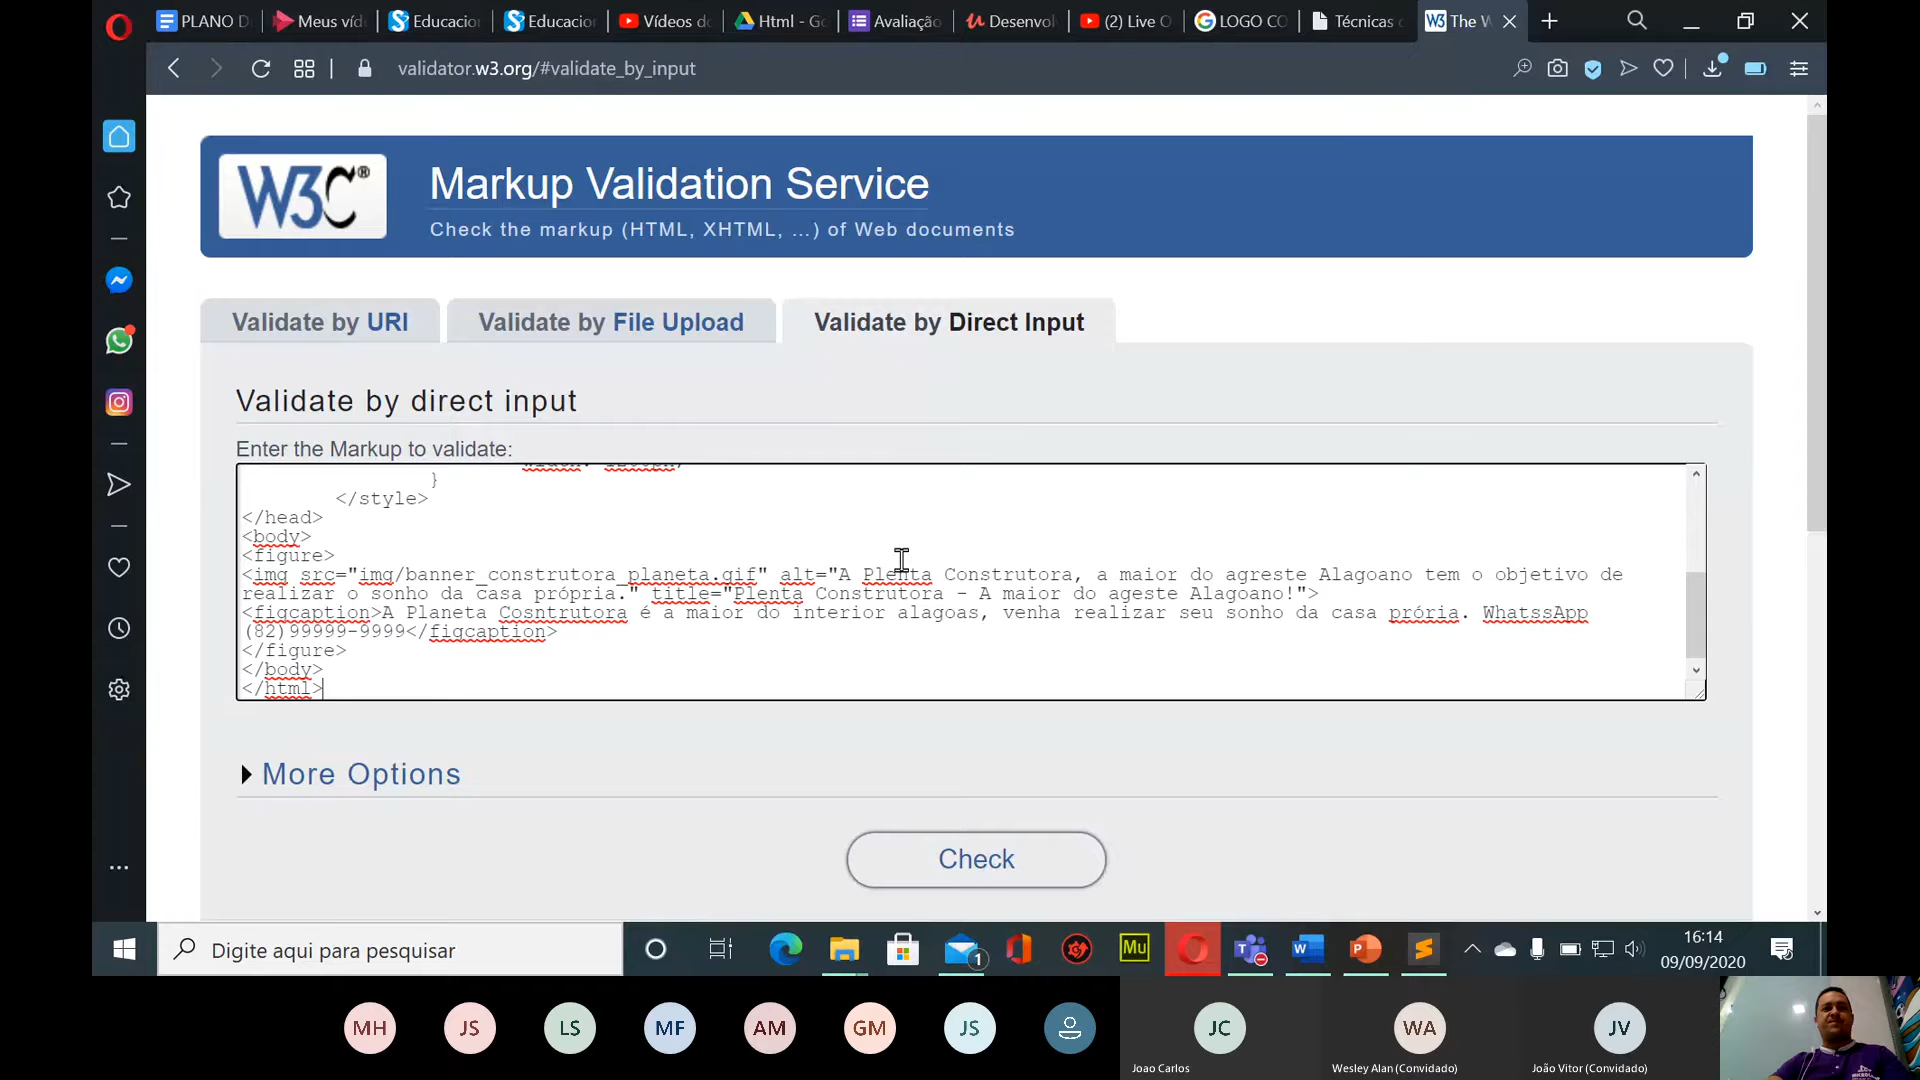 PLANO D
Meus víd
Educacion
Educacion
Vídeos do
Html - Go
Avaliação
Desenvol
(2) Live O
LOGO CO
Técnicas d
The W
validator.w3.org/#validate_by_input
W3C®
Markup Validation Service
Check the markup (HTML, XHTML, …) of Web documents
Validate by URI
Validate by File Upload
Validate by Direct Input
Validate by direct input
Enter the Markup to validate:
}
</style>
</head>
<body>
<figure>
<img src="img/banner_construtora_planeta.gif" alt="A Plenta Construtora, a maior do agreste Alagoano tem o objetivo de
realizar o sonho da casa própria." title="Plenta Construtora - A maior do ageste Alagoano!">
<figcaption>A Planeta Cosntrutora é a maior do interior alagoas, venha realizar seu sonho da casa prória. WhatssApp
(82)99999-9999</figcaption>
</figure>
</body>
</html>
More Options
Check
Digite aqui para pesquisar
1
Mu
16:14
09/09/2020
MH
JS
LS
MF
AM
GM
JS
JC
WA
JV
Joao Carlos
Wesley Alan (Convidado)
João Vitor (Convidado)